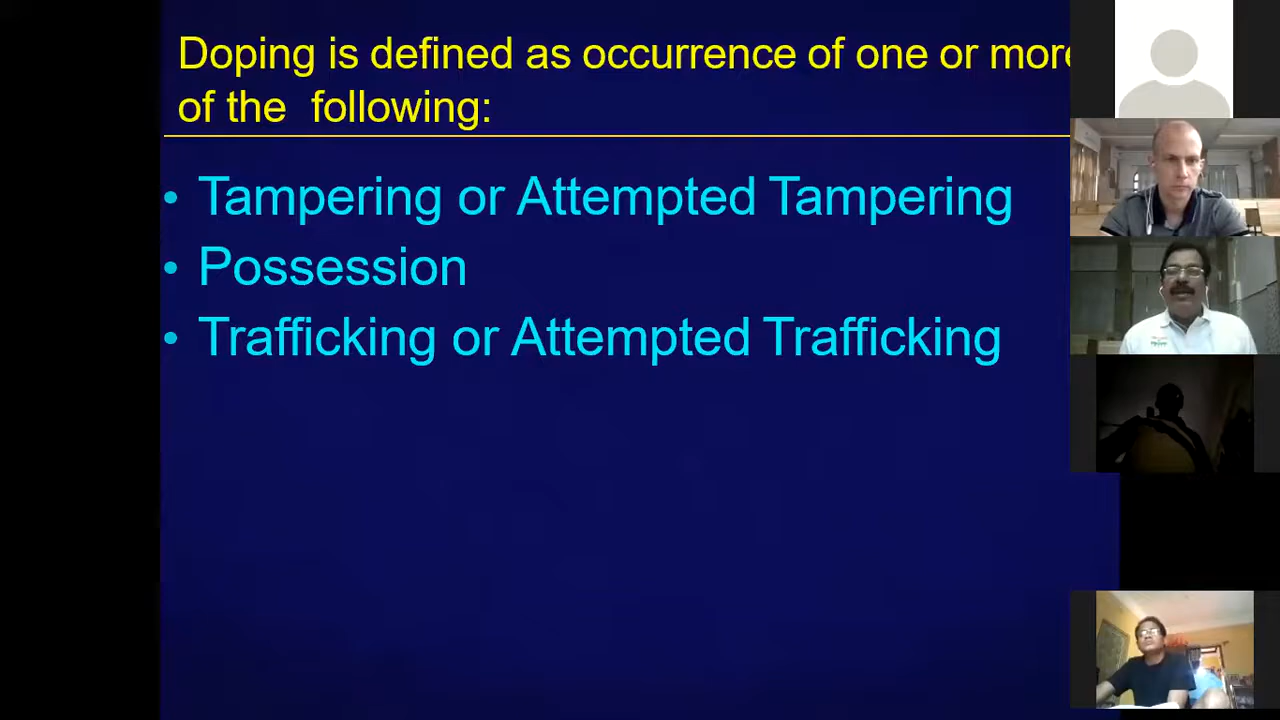 Doping is defined as occurrence of one or more
of the following:
• Tampering or Attempted Tampering
• Possession
• Trafficking or Attempted Trafficking